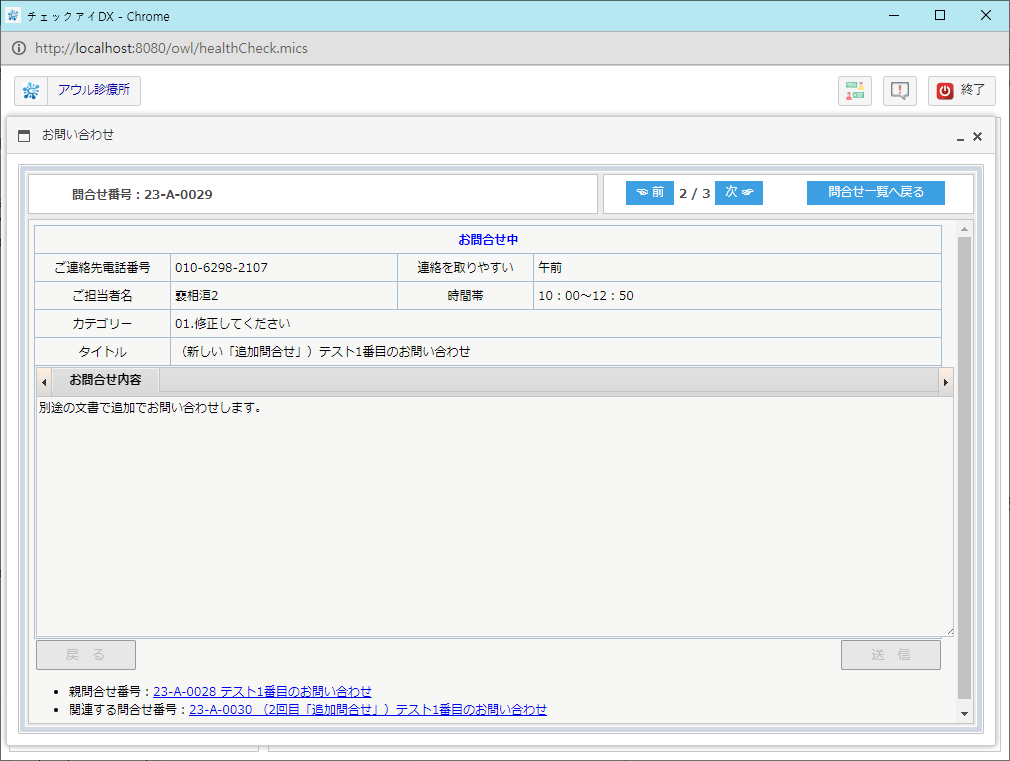 チェックアイDX - Chrome
http://localhost:8080/owl/healthCheck.mics
アウル診療所
終了
お問い合わせ
問合せ番号：23-A-0029
前 2 / 3 次
問合せ一覧へ戻る
お問合せ中
ご連絡先電話番号 010-6298-2107 連絡を取りやすい 午前
ご担当者名 裵相洹2 時間帯 10：00～12：50
カテゴリー 01.修正してください
タイトル （新しい「追加問合せ」）テスト1番目のお問い合わせ
お問合せ内容
別途の文書で追加でお問い合わせします。
戻 る 送 信
• 親問合せ番号：23-A-0028 テスト1番目のお問い合わせ
• 関連する問合せ番号：23-A-0030 （2回目「追加問合せ」）テスト1番目のお問い合わせ